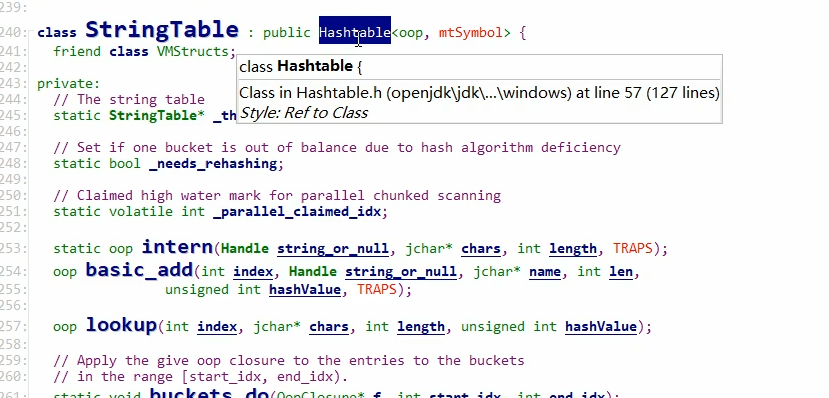 239:
240: class StringTable : public Hashtable<oop, mtSymbol> {
241: friend class VMStructs;
242:
class Hashtable {
Class in Hashtable.h (openjdk\jdk\...\windows) at line 57 (127 lines)
Style: Ref to Class
243: private:
244: // The string table
245: static StringTable* _th
246:
247: // Set if one bucket is out of balance due to hash algorithm deficiency
248: static bool _needs_rehashing;
249:
250: // Claimed high water mark for parallel chunked scanning
251: static volatile int _parallel_claimed_idx;
252:
253: static oop intern(Handle string_or_null, jchar* chars, int length, TRAPS);
254: oop basic_add(int index, Handle string_or_null, jchar* name, int len,
255: unsigned int hashValue, TRAPS);
256:
257: oop lookup(int index, jchar* chars, int length, unsigned int hashValue);
258:
259: // Apply the give oop closure to the entries to the buckets
260: // in the range [start_idx, end_idx).
261: static void buckets_do(OopClosure* f, int start_idx, int end_idx);